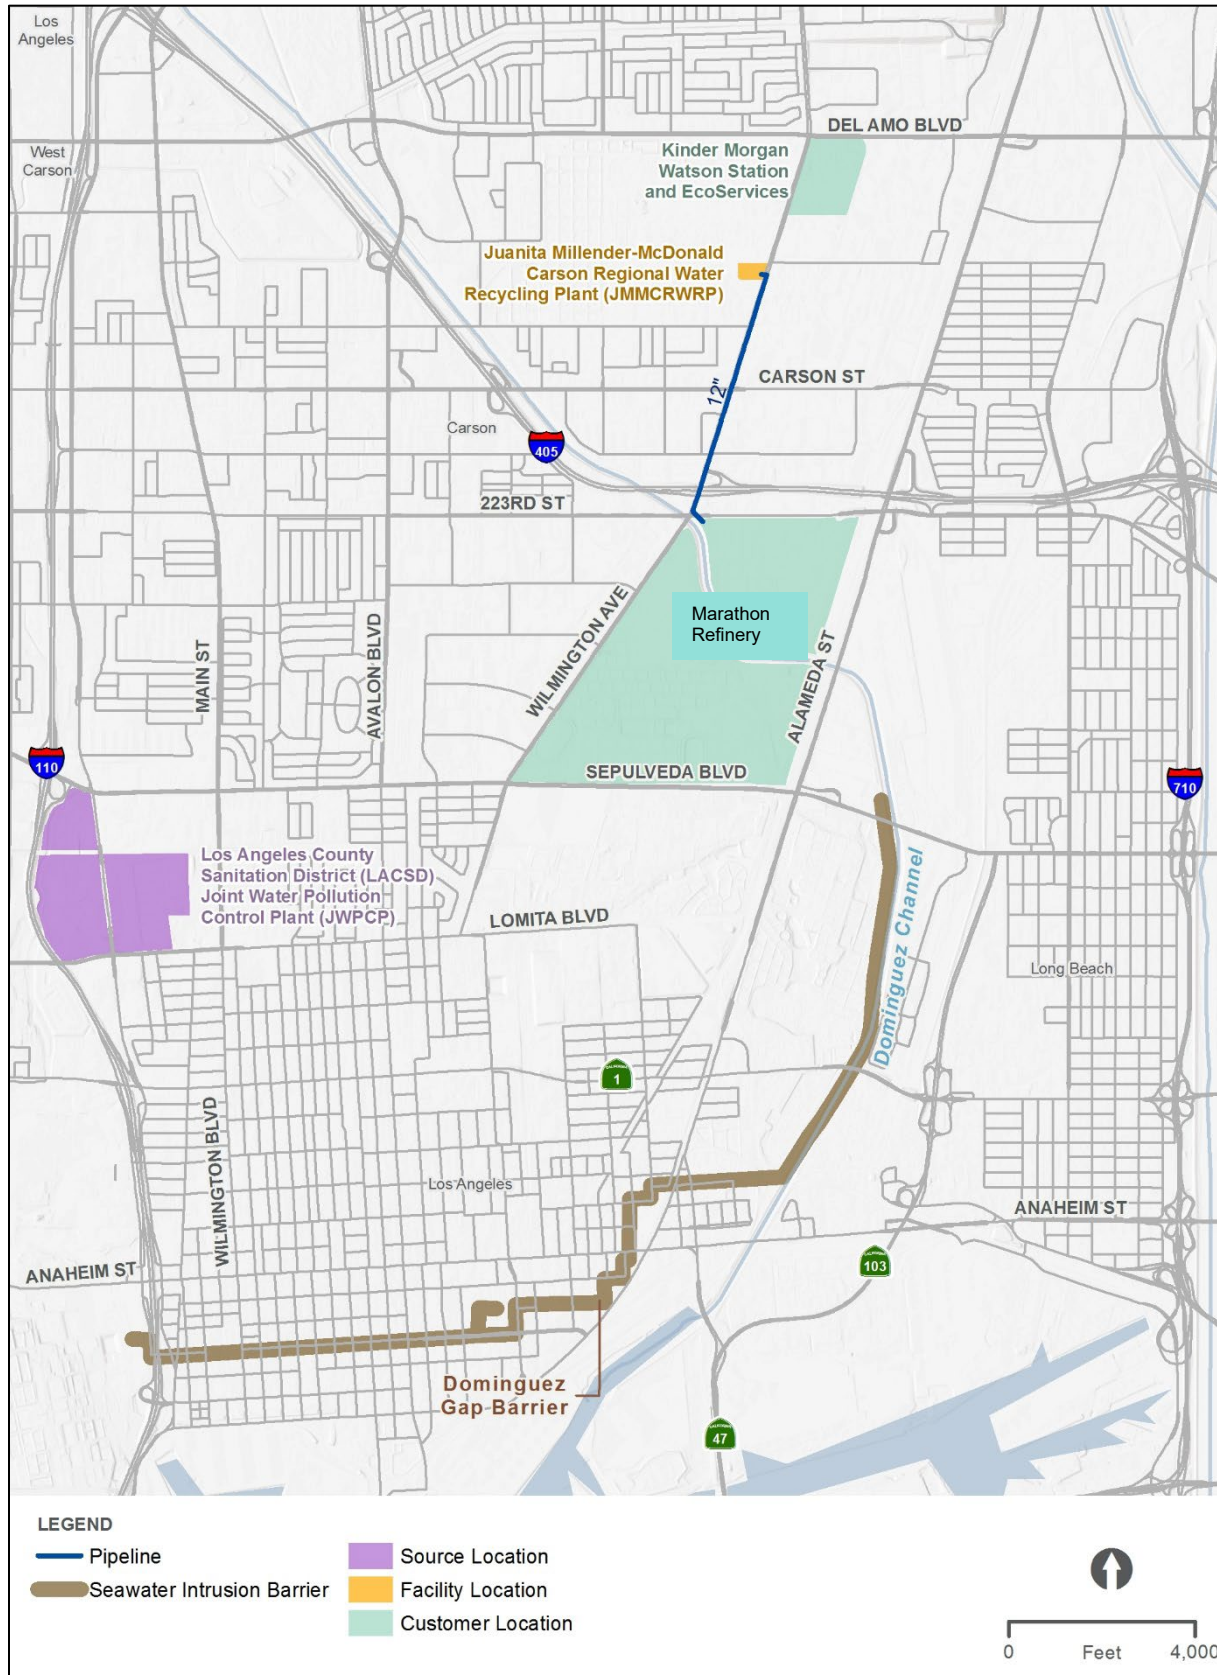 Los
Angeles
DEL AMO BLVD
West
Carson
Kinder Morgan
Watson Station
and EcoServices
Juanita Millender-McDonald
Carson Regional Water
Recycling Plant (JMMCRWRP)
CARSON ST
12"
Carson
405
223RD ST
Marathon
Refinery
WILMINGTON AVE
MAIN ST
AVALON BLVD
ALAMEDA ST
110
SEPULVEDA BLVD
710
Los Angeles County
Sanitation District (LACSD)
Joint Water Pollution
Control Plant (JWPCP)
LOMITA BLVD
Dominguez Channel
Long Beach
CALIFORNIA
1
WILMINGTON BLVD
Los Angeles
ANAHEIM ST
ANAHEIM ST
CALIFORNIA
103
Dominguez
Gap Barrier
CALIFORNIA
47
LEGEND
Pipeline
Seawater Intrusion Barrier
Source Location
Facility Location
Customer Location
0 Feet 4,000